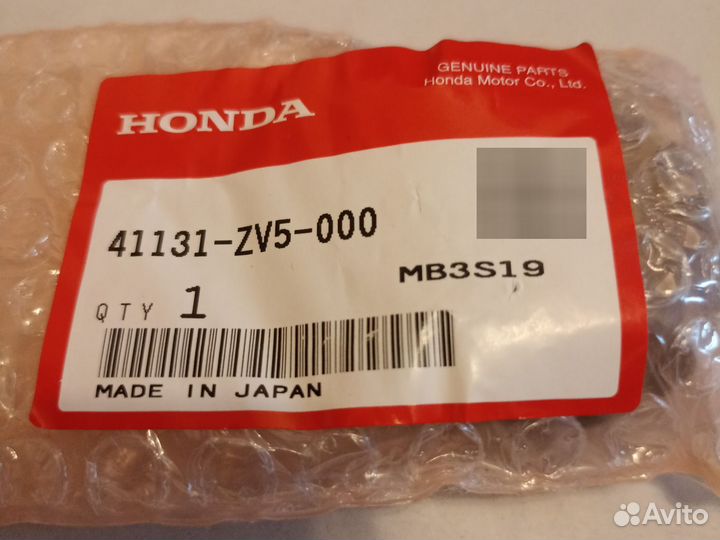 GENUINE PARTS
Honda Motor Co., Ltd.
HONDA
41131-ZV5-000
MB3S19
QTY 1
MADE IN JAPAN
Avito